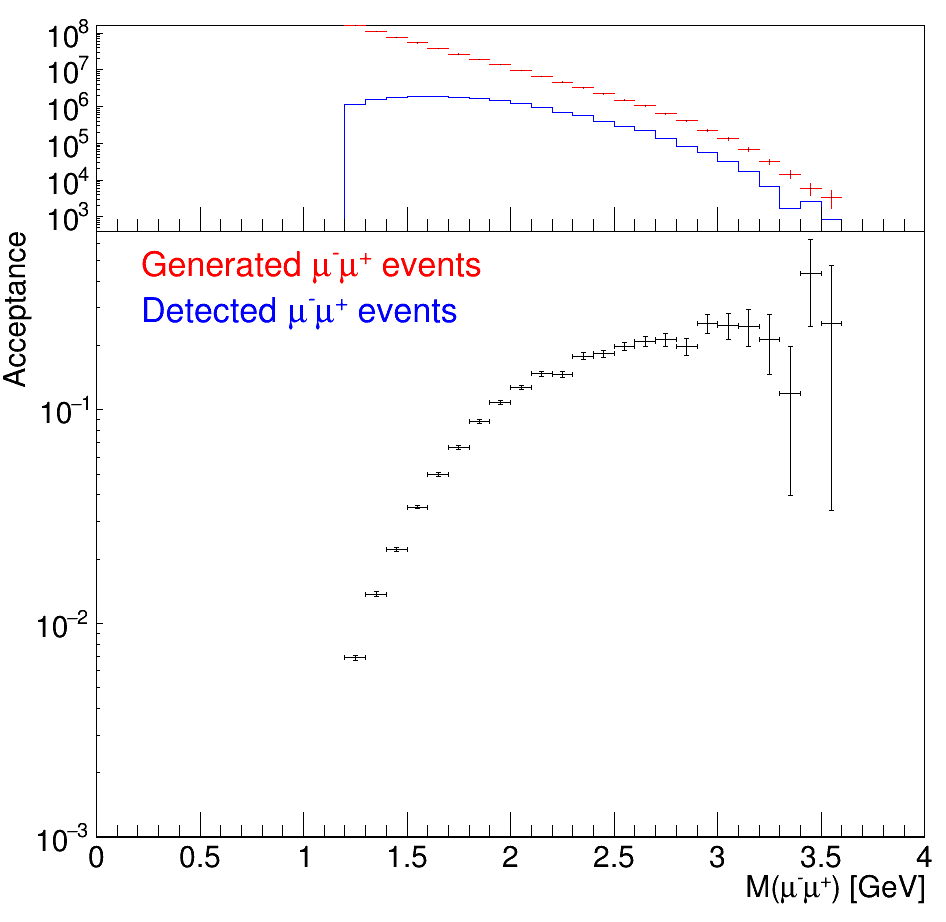 10⁸
10⁷
10⁶
10⁵
10⁴
10³
Acceptance
Generated μ⁻μ⁺ events
Detected μ⁻μ⁺ events
10⁻¹
10⁻²
10⁻³
0 0.5 1 1.5 2 2.5 3 3.5 4
M(μ⁻μ⁺) [GeV]